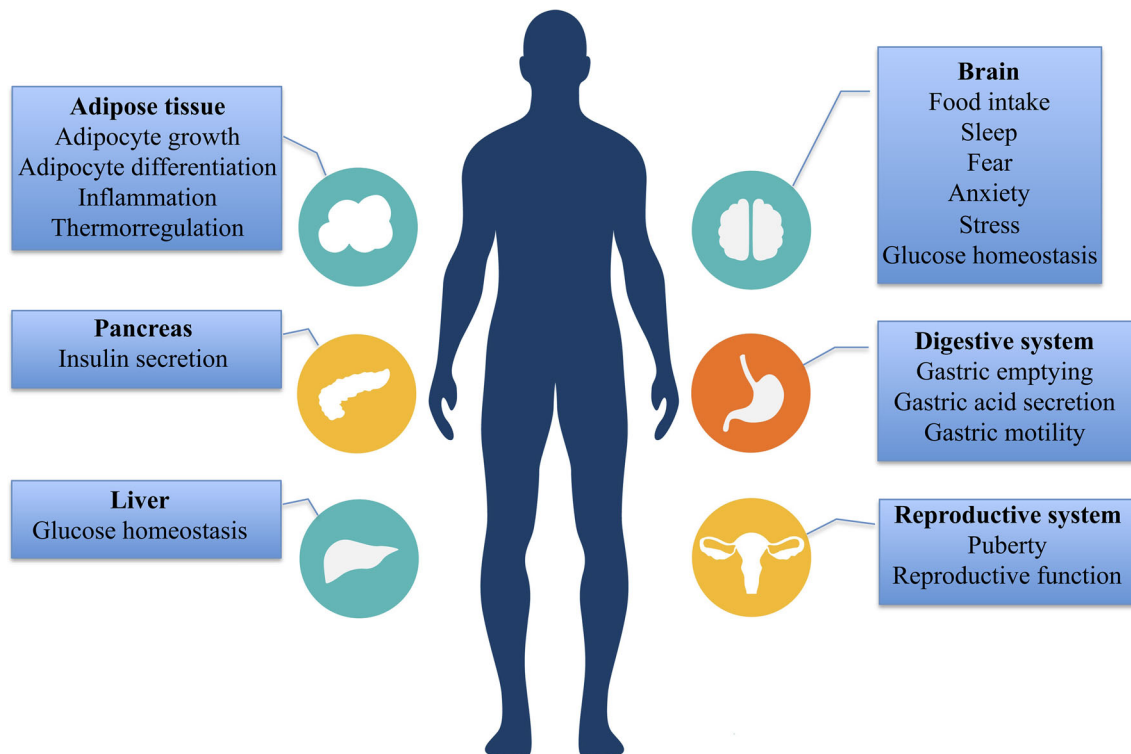 Adipose tissue
Adipocyte growth
Adipocyte differentiation
Inflammation
Thermorregulation
Pancreas
Insulin secretion
Liver
Glucose homeostasis
Brain
Food intake
Sleep
Fear
Anxiety
Stress
Glucose homeostasis
Digestive system
Gastric emptying
Gastric acid secretion
Gastric motility
Reproductive system
Puberty
Reproductive function